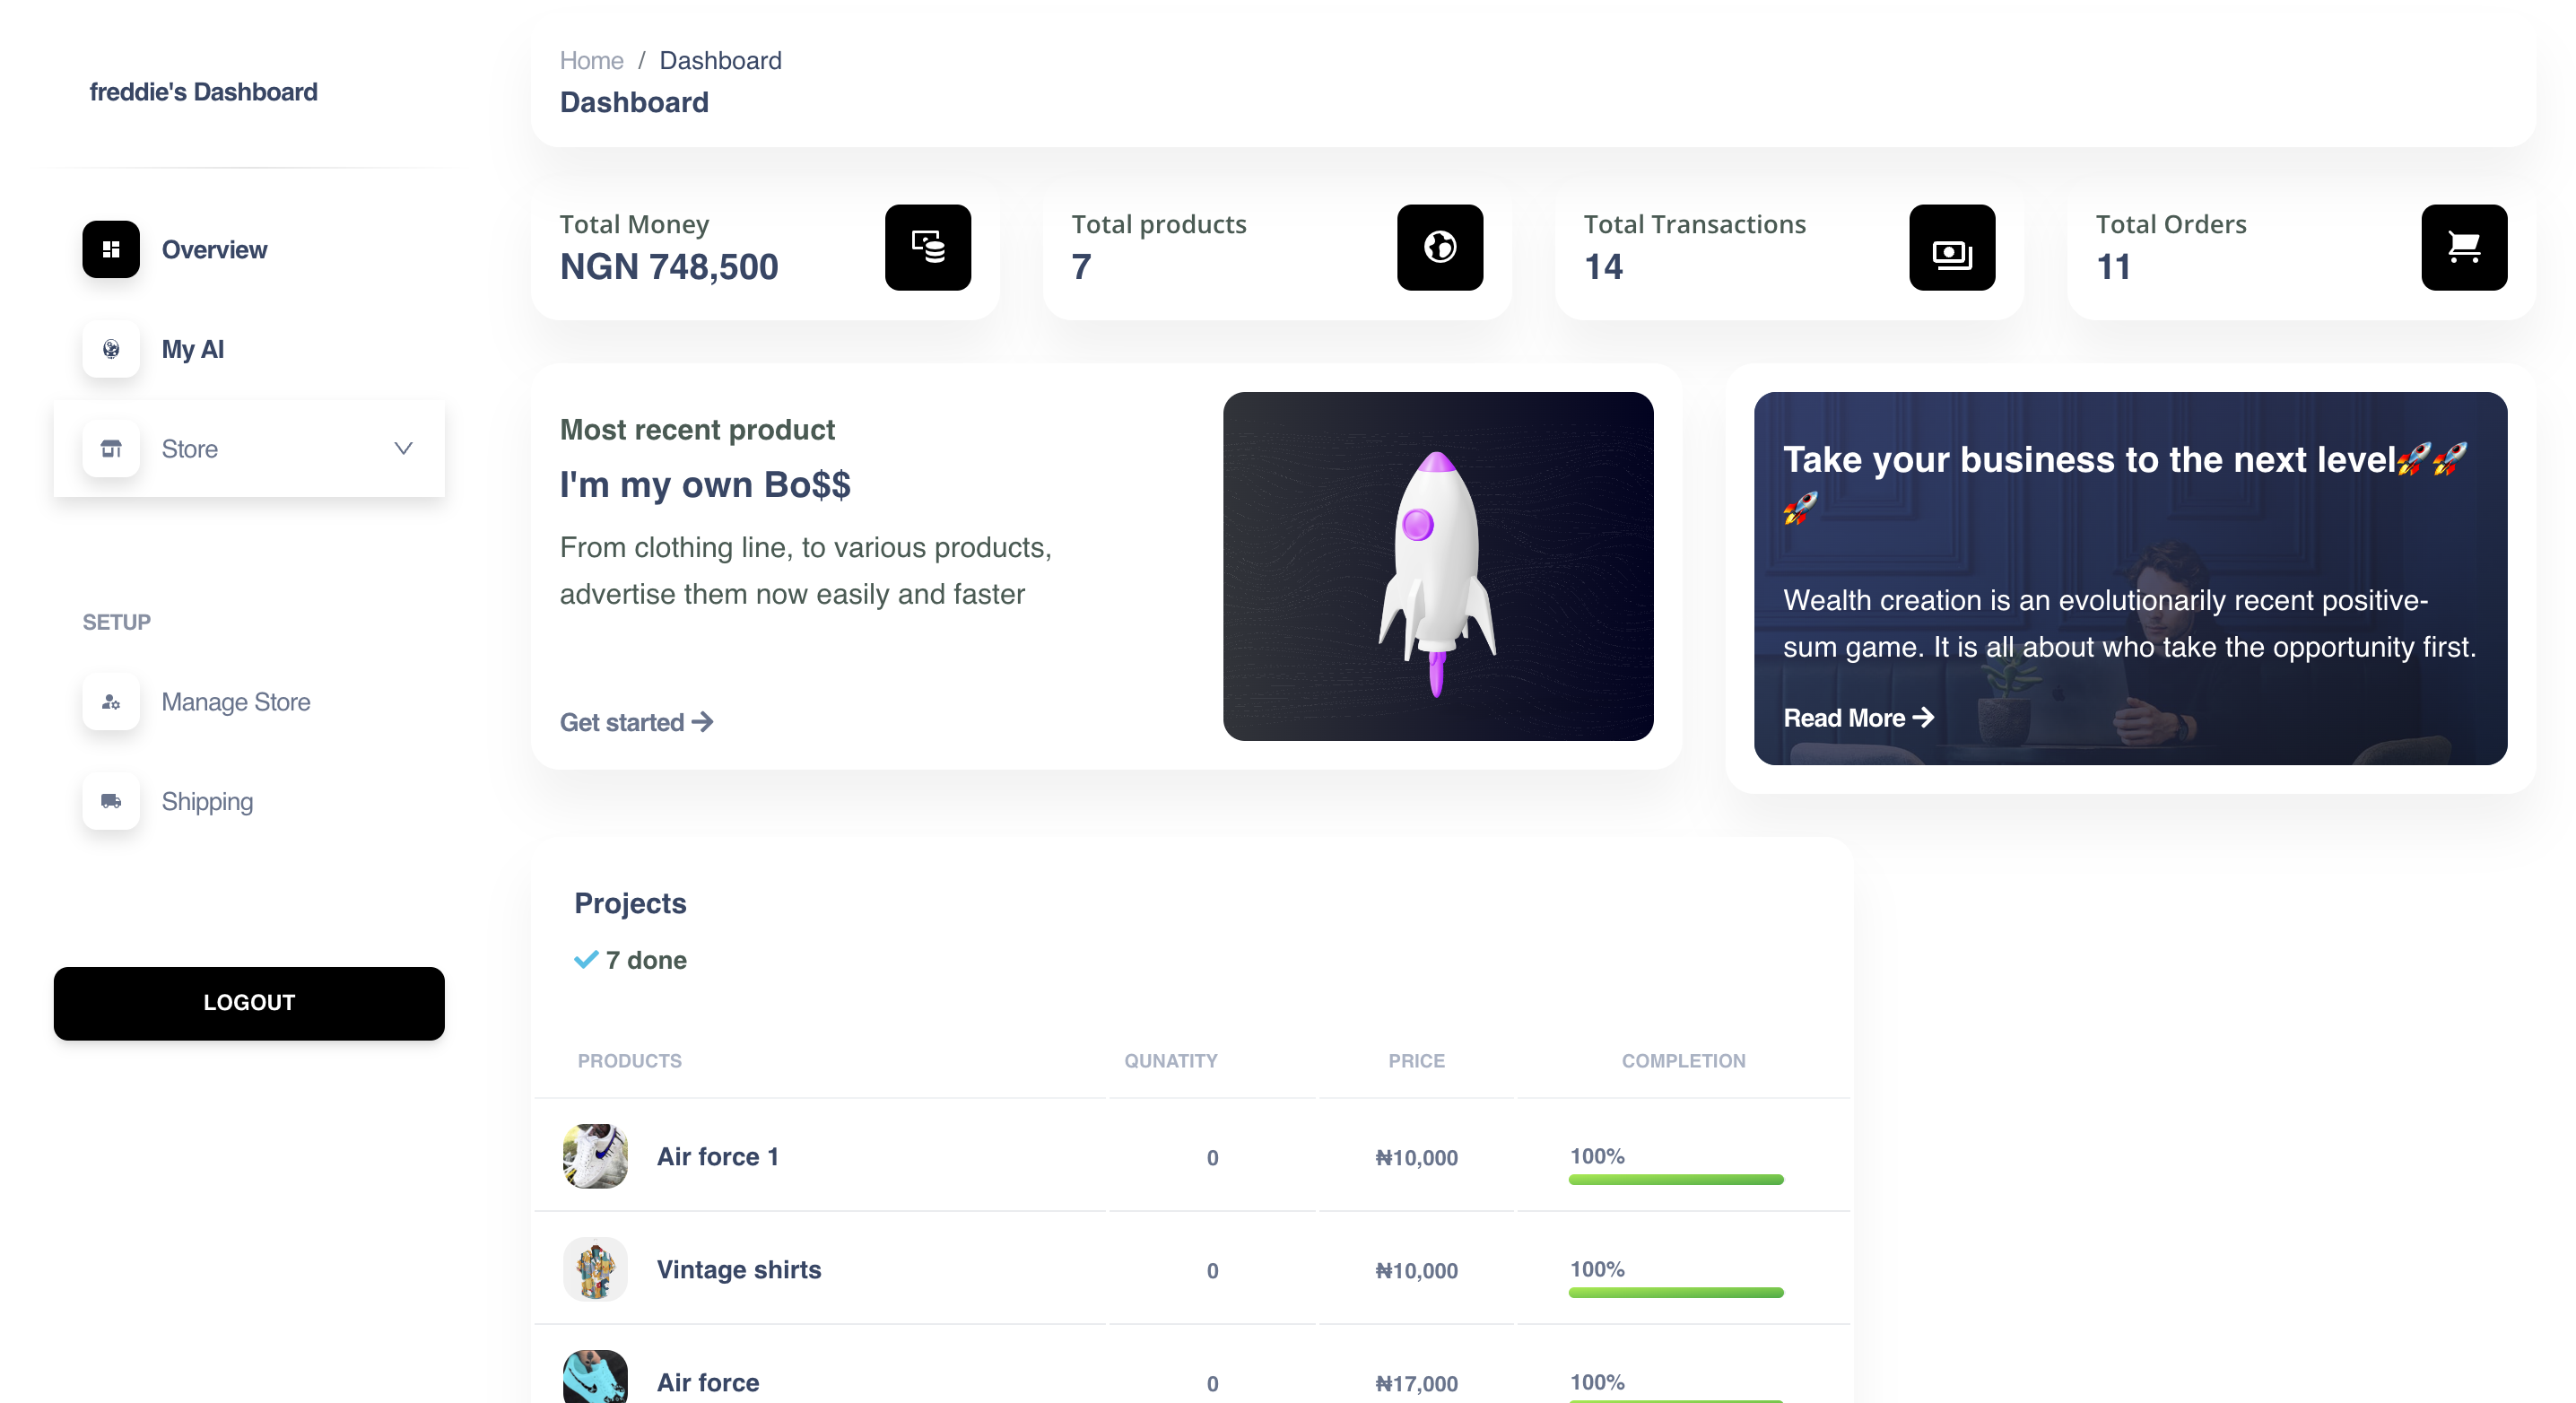 freddie's Dashboard
Overview
My AI
Store
SETUP
Manage Store
Shipping
LOGOUT
Home / Dashboard
Dashboard
Total Money
NGN 748,500
Total products
7
Total Transactions
14
Total Orders
11
Most recent product
I'm my own Bo$$
From clothing line, to various products,
advertise them now easily and faster
Get started →
Take your business to the next level🚀🚀
🚀
Wealth creation is an evolutionarily recent positive-
sum game. It is all about who take the opportunity first.
Read More →
Projects
7 done
PRODUCTS QUNATITY PRICE COMPLETION
Air force 1 0 ₦10,000 100%
Vintage shirts 0 ₦10,000 100%
Air force 0 ₦17,000 100%